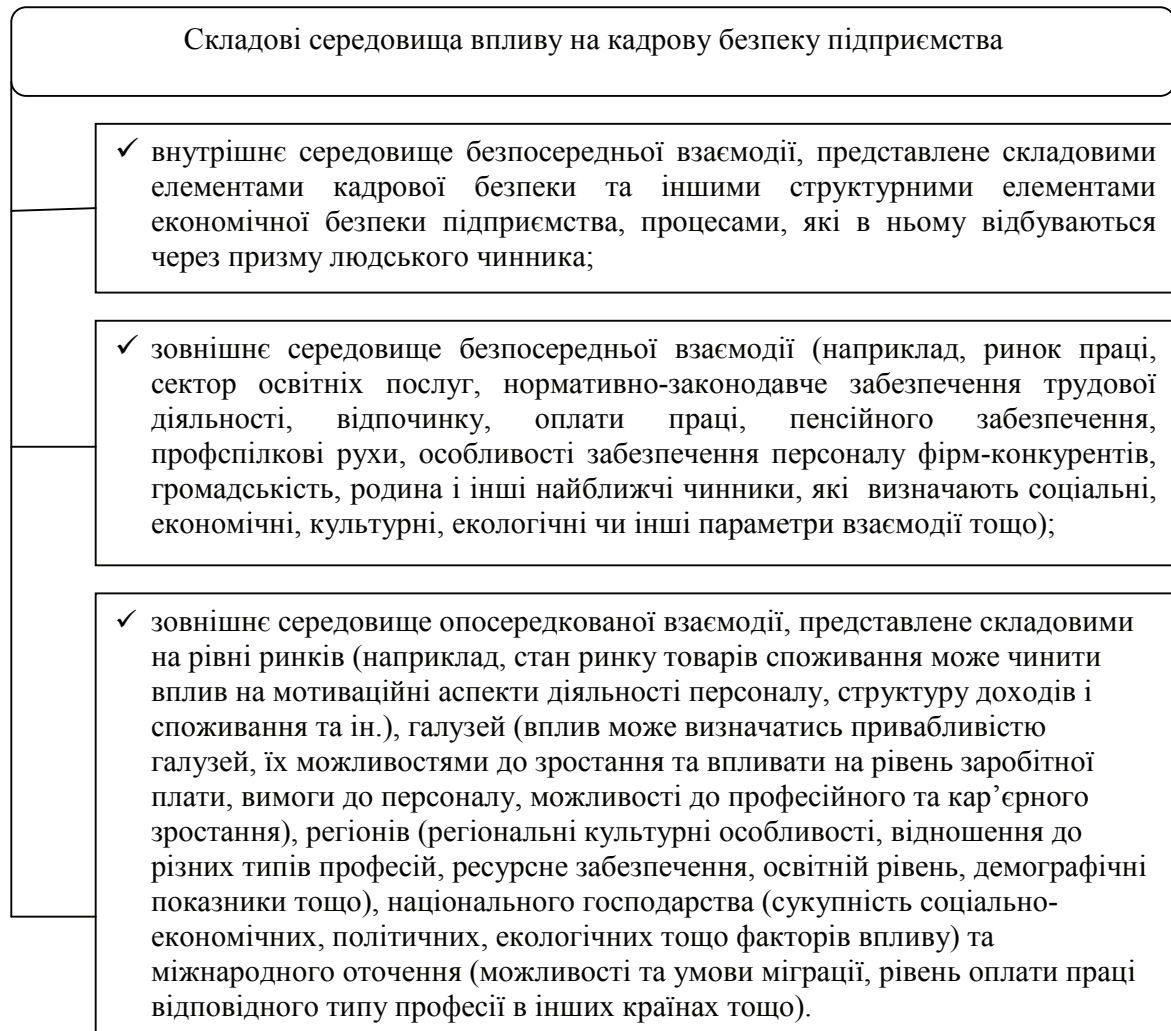 Складові середовища впливу на кадрову безпеку підприємства
✓ внутрішнє середовище безпосередньої взаємодії, представлене складовими
елементами кадрової безпеки та іншими структурними елементами
економічної безпеки підприємства, процесами, які в ньому відбуваються
через призму людського чинника;
✓ зовнішнє середовище безпосередньої взаємодії (наприклад, ринок праці,
сектор освітніх послуг, нормативно-законодавче забезпечення трудової
діяльності, відпочинку, оплати праці, пенсійного забезпечення,
профспілкові рухи, особливості забезпечення персоналу фірм-конкурентів,
громадськість, родина і інші найближчі чинники, які визначають соціальні,
економічні, культурні, екологічні чи інші параметри взаємодії тощо);
✓ зовнішнє середовище опосередкованої взаємодії, представлене складовими
на рівні ринків (наприклад, стан ринку товарів споживання може чинити
вплив на мотиваційні аспекти діяльності персоналу, структуру доходів і
споживання та ін.), галузей (вплив може визначатись привабливістю
галузей, їх можливостями до зростання та впливати на рівень заробітної
плати, вимоги до персоналу, можливості до професійного та кар’єрного
зростання), регіонів (регіональні культурні особливості, відношення до
різних типів професій, ресурсне забезпечення, освітній рівень, демографічні
показники тощо), національного господарства (сукупність соціально-
економічних, політичних, екологічних тощо факторів впливу) та
міжнародного оточення (можливості та умови міграції, рівень оплати праці
відповідного типу професії в інших країнах тощо).